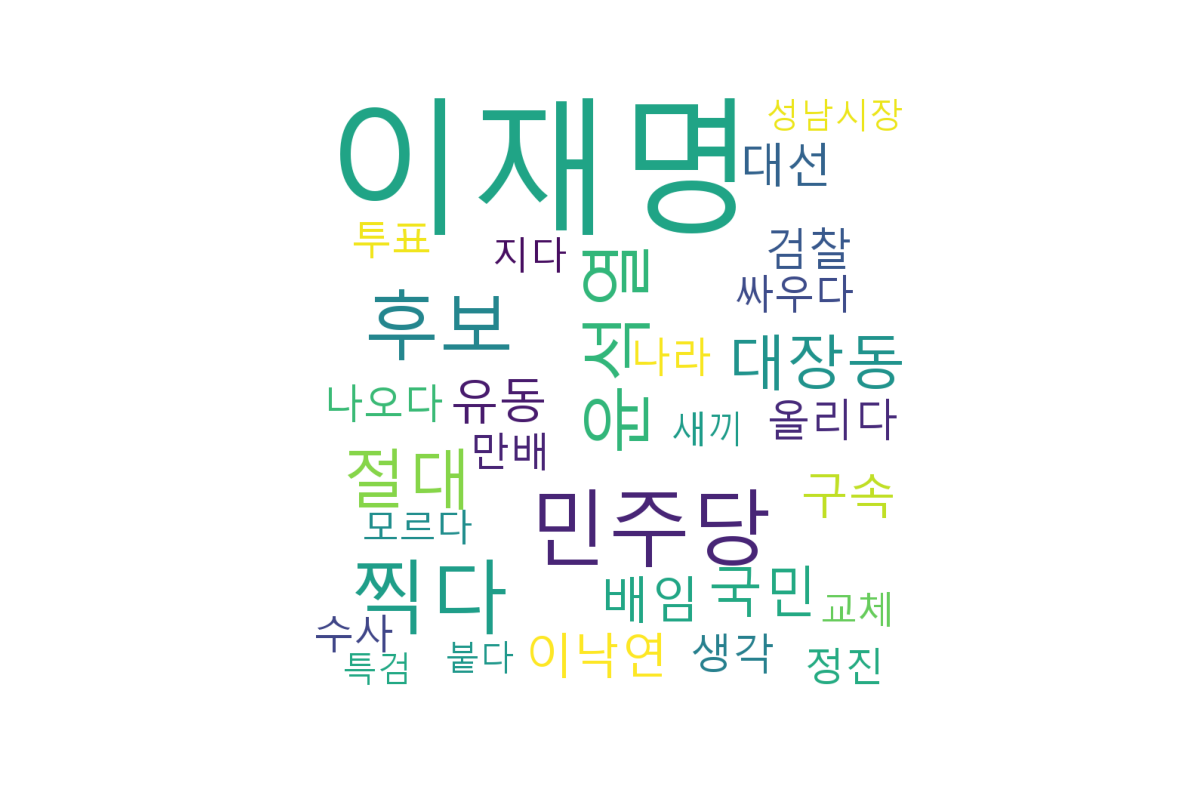 이재명
성남시장
대선
투표
지다
윤석열
검찰
싸우다
후보
나라
대장동
나오다
유동
새끼
올리다
만배
절대
구속
모르다
민주당
찍다
배임
국민
교체
수사
특검
붙다
이낙연
생각
정진